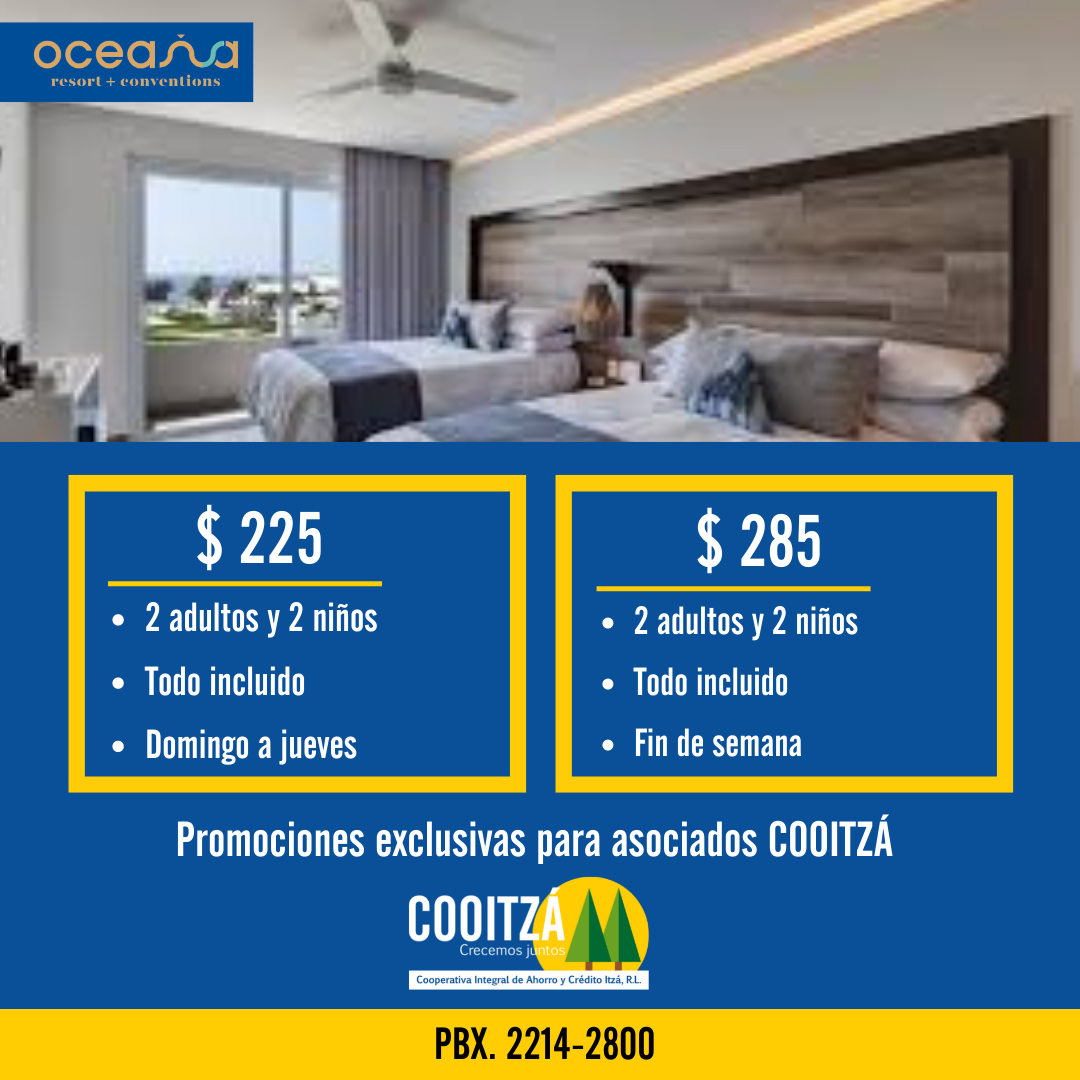 oceaña
resort + conventions
$ 225
• 2 adultos y 2 niños
• Todo incluido
• Domingo a jueves
$ 285
• 2 adultos y 2 niños
• Todo incluido
• Fin de semana
Promociones exclusivas para asociados COOITZÁ
COOITZÁ
Crecemos juntos
Cooperativa Integral de Ahorro y Crédito Itzá, R.L.
PBX. 2214-2800